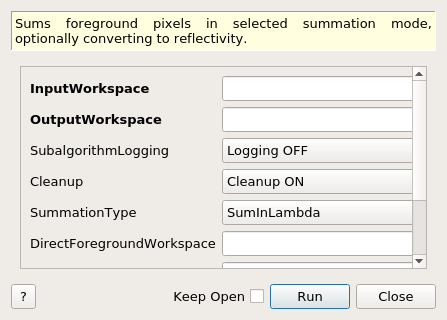 Sums foreground pixels in selected summation mode,
optionally converting to reflectivity.
InputWorkspace
OutputWorkspace
SubalgorithmLogging Logging OFF
Cleanup Cleanup ON
SummationType SumInLambda
DirectForegroundWorkspace
? Keep Open Run Close